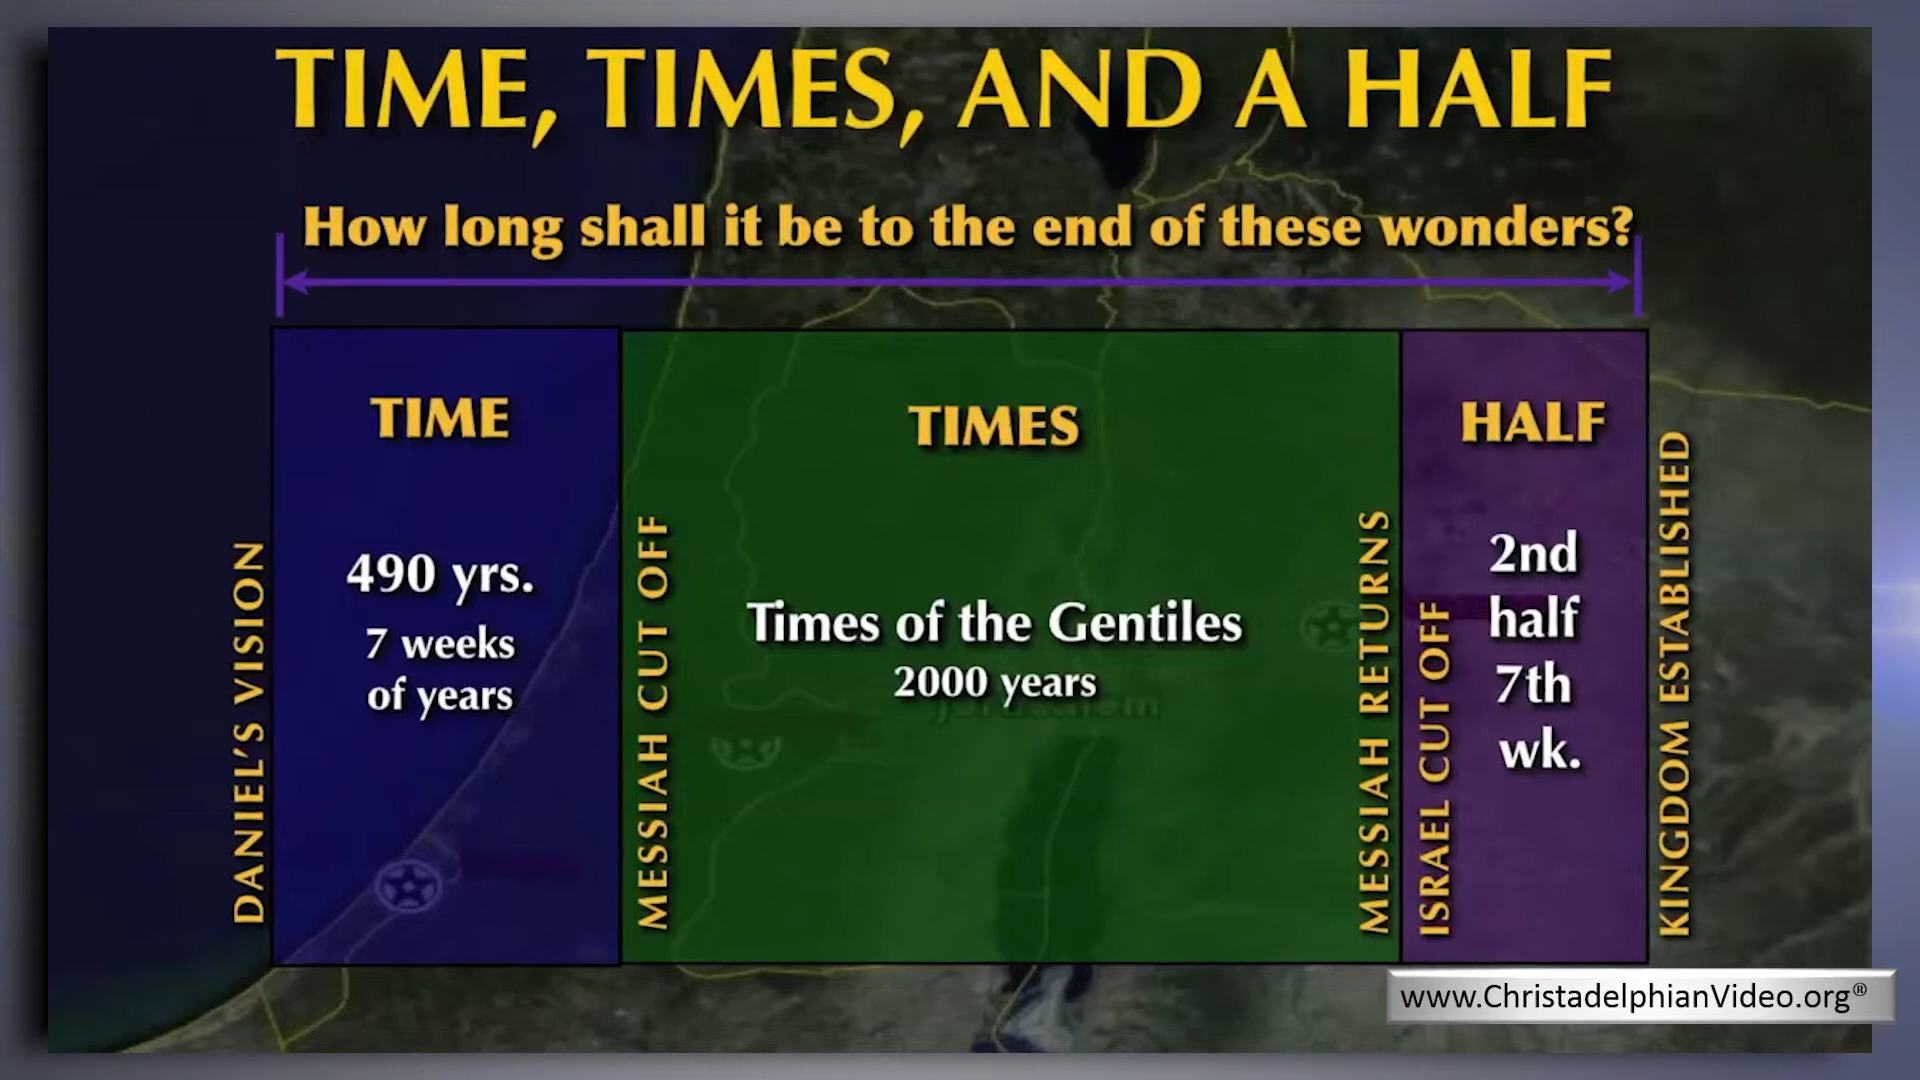 TIME, TIMES, AND A HALF
How long shall it be to the end of these wonders?
DANIEL'S VISION
TIME
490 yrs.
7 weeks
of years
MESSIAH CUT OFF
TIMES
Times of the Gentiles
2000 years
Jerusalem
MESSIAH RETURNS
ISRAEL CUT OFF
HALF
2nd
half
7th
wk.
KINGDOM ESTABLISHED
www.ChristadelphianVideo.org®